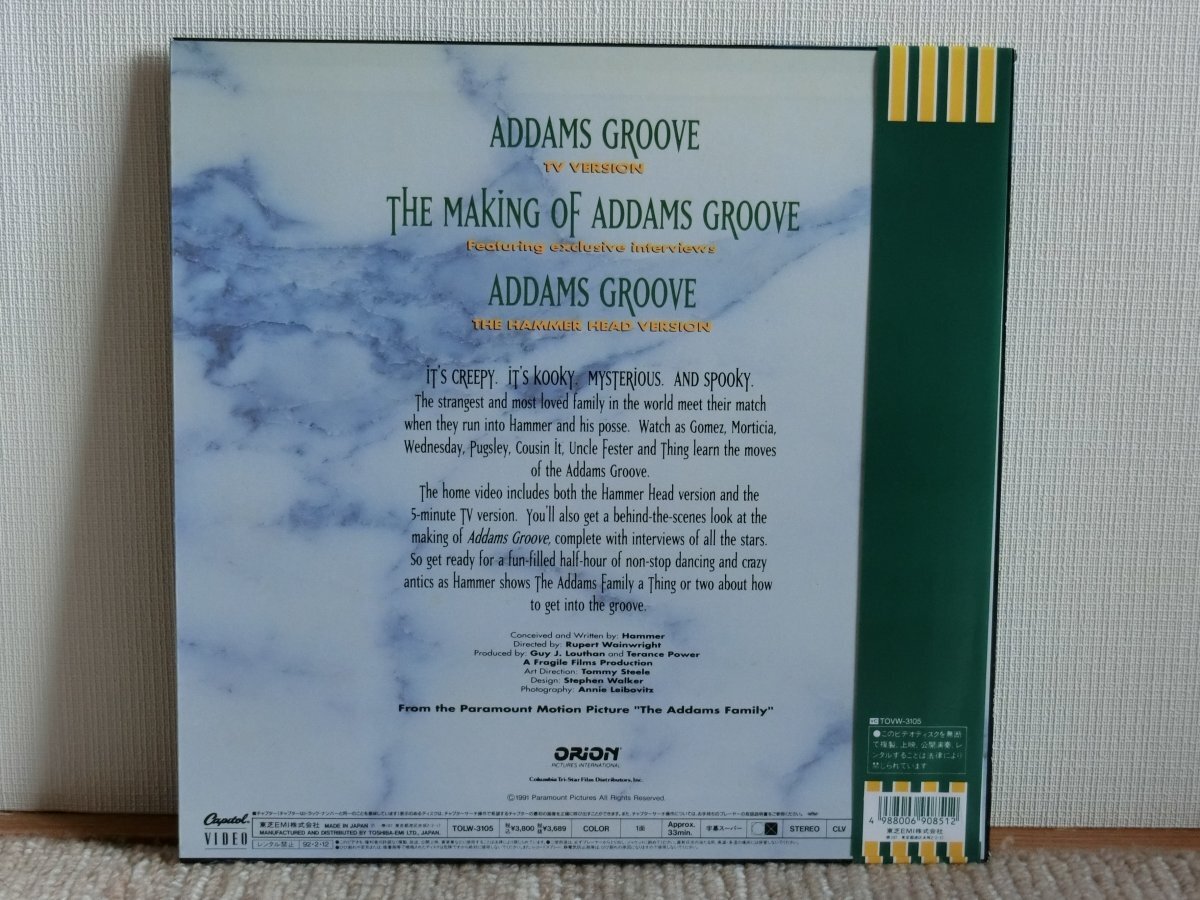 ADDAMS GROOVE
TV VERSION
THE MAKING OF ADDAMS GROOVE
Featuring exclusive interviews
ADDAMS GROOVE
THE HAMMER HEAD VERSION
IT'S CREEPY. IT'S KOOKY. MYSTERIOUS. AND SPOOKY.
The strangest and most loved family in the world meet their match
when they run into Hammer and his posse. Watch as Gomez, Morticia,
Wednesday, Pugsley, Cousin It, Uncle Fester and Thing learn the moves
of the Addams Groove.
The home video includes both the Hammer Head version and the
5-minute TV version. You'll also get a behind-the-scenes look at the
making of Addams Groove, complete with interviews of all the stars.
So get ready for a fun-filled half-hour of non-stop dancing and crazy
antics as Hammer shows The Addams Family a Thing or two about how
to get into the groove.
Conceived and Written by: Hammer
Directed by: Rupert Wainwright
Produced by: Guy J. Louthan and Terance Power
A Fragile Films Production
Art Direction: Tommy Steele
Design: Stephen Walker
Photography: Annie Leibovitz
From the Paramount Motion Picture "The Addams Family"
ORION
PICTURES INTERNATIONAL
Columbia Tri-Star Film Distributors, Inc.
©1991 Paramount Pictures All Rights Reserved.
Capitol
VIDEO
東芝EMI株式会社 MADE IN JAPAN
MANUFACTURED AND DISTRIBUTED BY TOSHIBA-EMI LTD., JAPAN.
TOLW-3105
¥3,800
¥3,689
COLOR
1面
Approx. 33min.
字幕スーパー
STEREO
CLV
レンタル禁止
92・2・12
VC TOVW-3105
●このビデオディスクを無断
で複製、上映、公開演奏、レ
ンタルすることは法律により
禁じられています
4 988006 908512
東芝EMI株式会社